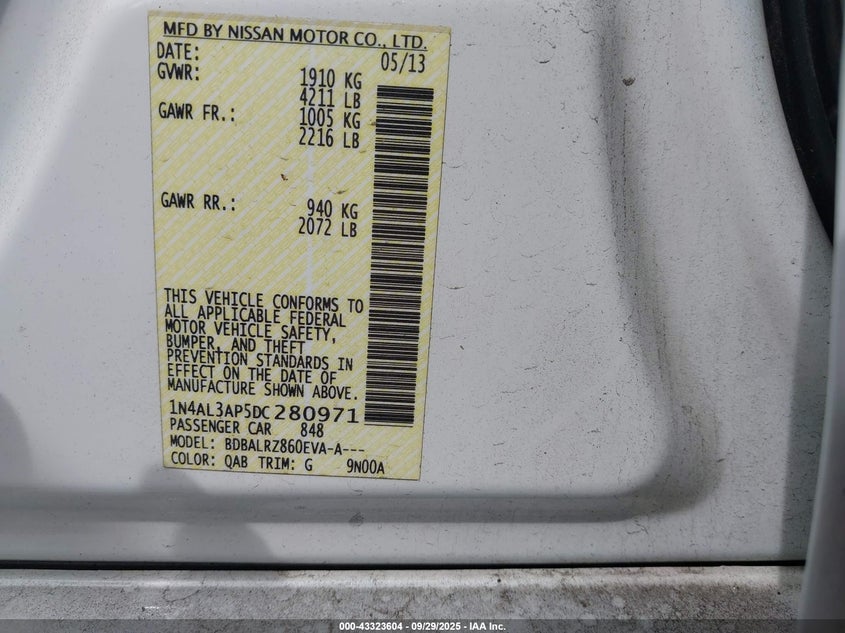 MFD BY NISSAN MOTOR CO., LTD.
DATE: 05/13
GVWR: 1910 KG
4211 LB
GAWR FR.: 1005 KG
2216 LB
GAWR RR.: 940 KG
2072 LB
THIS VEHICLE CONFORMS TO
ALL APPLICABLE FEDERAL
MOTOR VEHICLE SAFETY,
BUMPER, AND THEFT
PREVENTION STANDARDS IN
EFFECT ON THE DATE OF
MANUFACTURE SHOWN ABOVE.
1N4AL3AP5DC280971
PASSENGER CAR 848
MODEL: BDBALRZ860EVA-A---
COLOR: QAB TRIM: G 9N00A
000-43323604 - 09/29/2025 - IAA Inc.